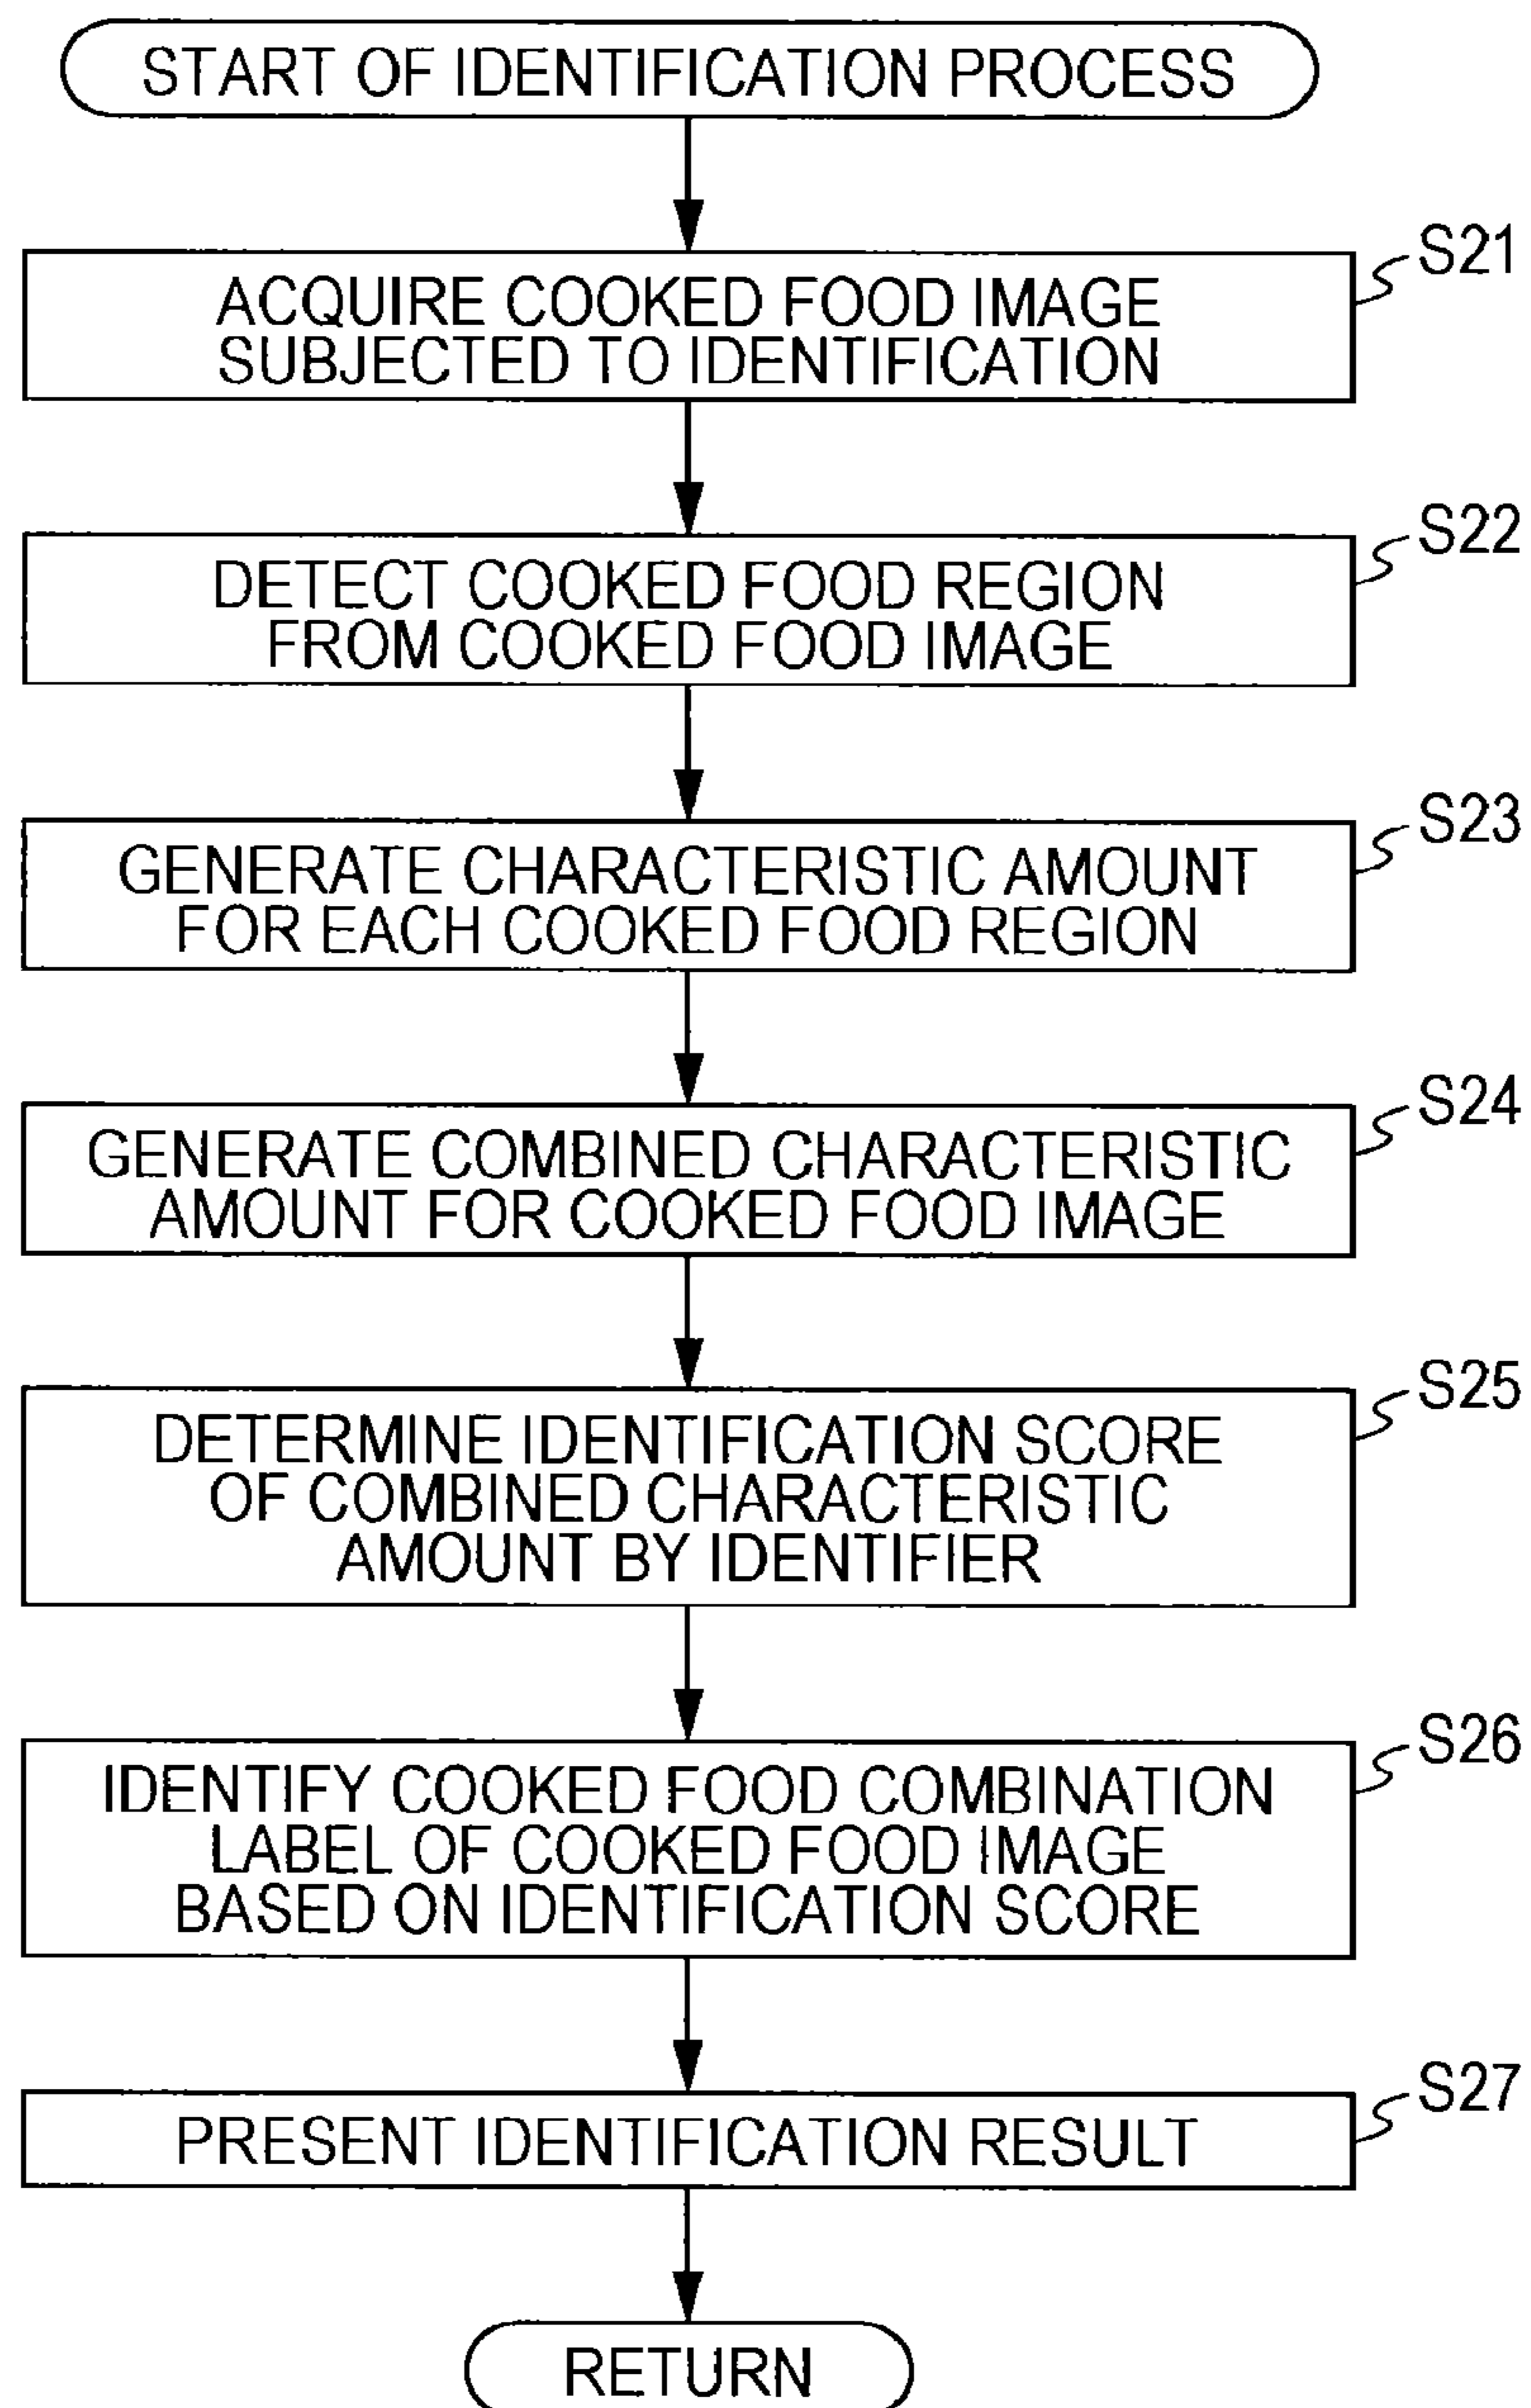 START OF IDENTIFICATION PROCESS
S21
ACQUIRE COOKED FOOD IMAGE
SUBJECTED TO IDENTIFICATION
S22
DETECT COOKED FOOD REGION
FROM COOKED FOOD IMAGE
S23
GENERATE CHARACTERISTIC AMOUNT
FOR EACH COOKED FOOD REGION
S24
GENERATE COMBINED CHARACTERISTIC
AMOUNT FOR COOKED FOOD IMAGE
S25
DETERMINE IDENTIFICATION SCORE
OF COMBINED CHARACTERISTIC
AMOUNT BY IDENTIFIER
S26
IDENTIFY COOKED FOOD COMBINATION
LABEL OF COOKED FOOD IMAGE
BASED ON IDENTIFICATION SCORE
S27
PRESENT IDENTIFICATION RESULT
RETURN